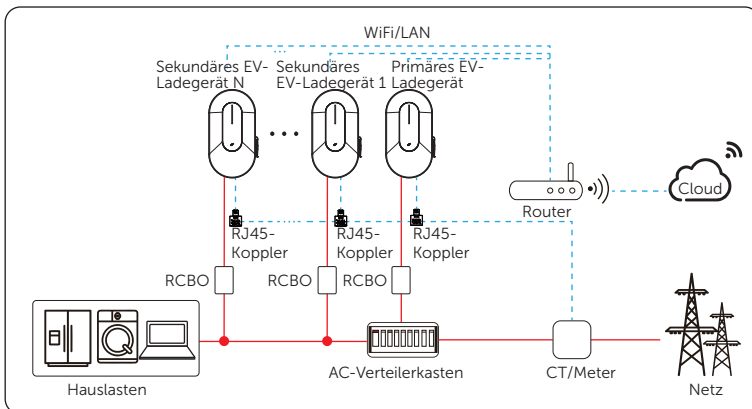 WiFi/LAN
Sekundäres EV-
Ladegerät N
Sekundäres
EV-Ladegerät 1
Primäres EV-
Ladegerät
Cloud
Router
RJ45-
Koppler
RJ45-
Koppler
RJ45-
Koppler
RCBO
RCBO
RCBO
Hauslasten
AC-Verteilerkasten
CT/Meter
Netz